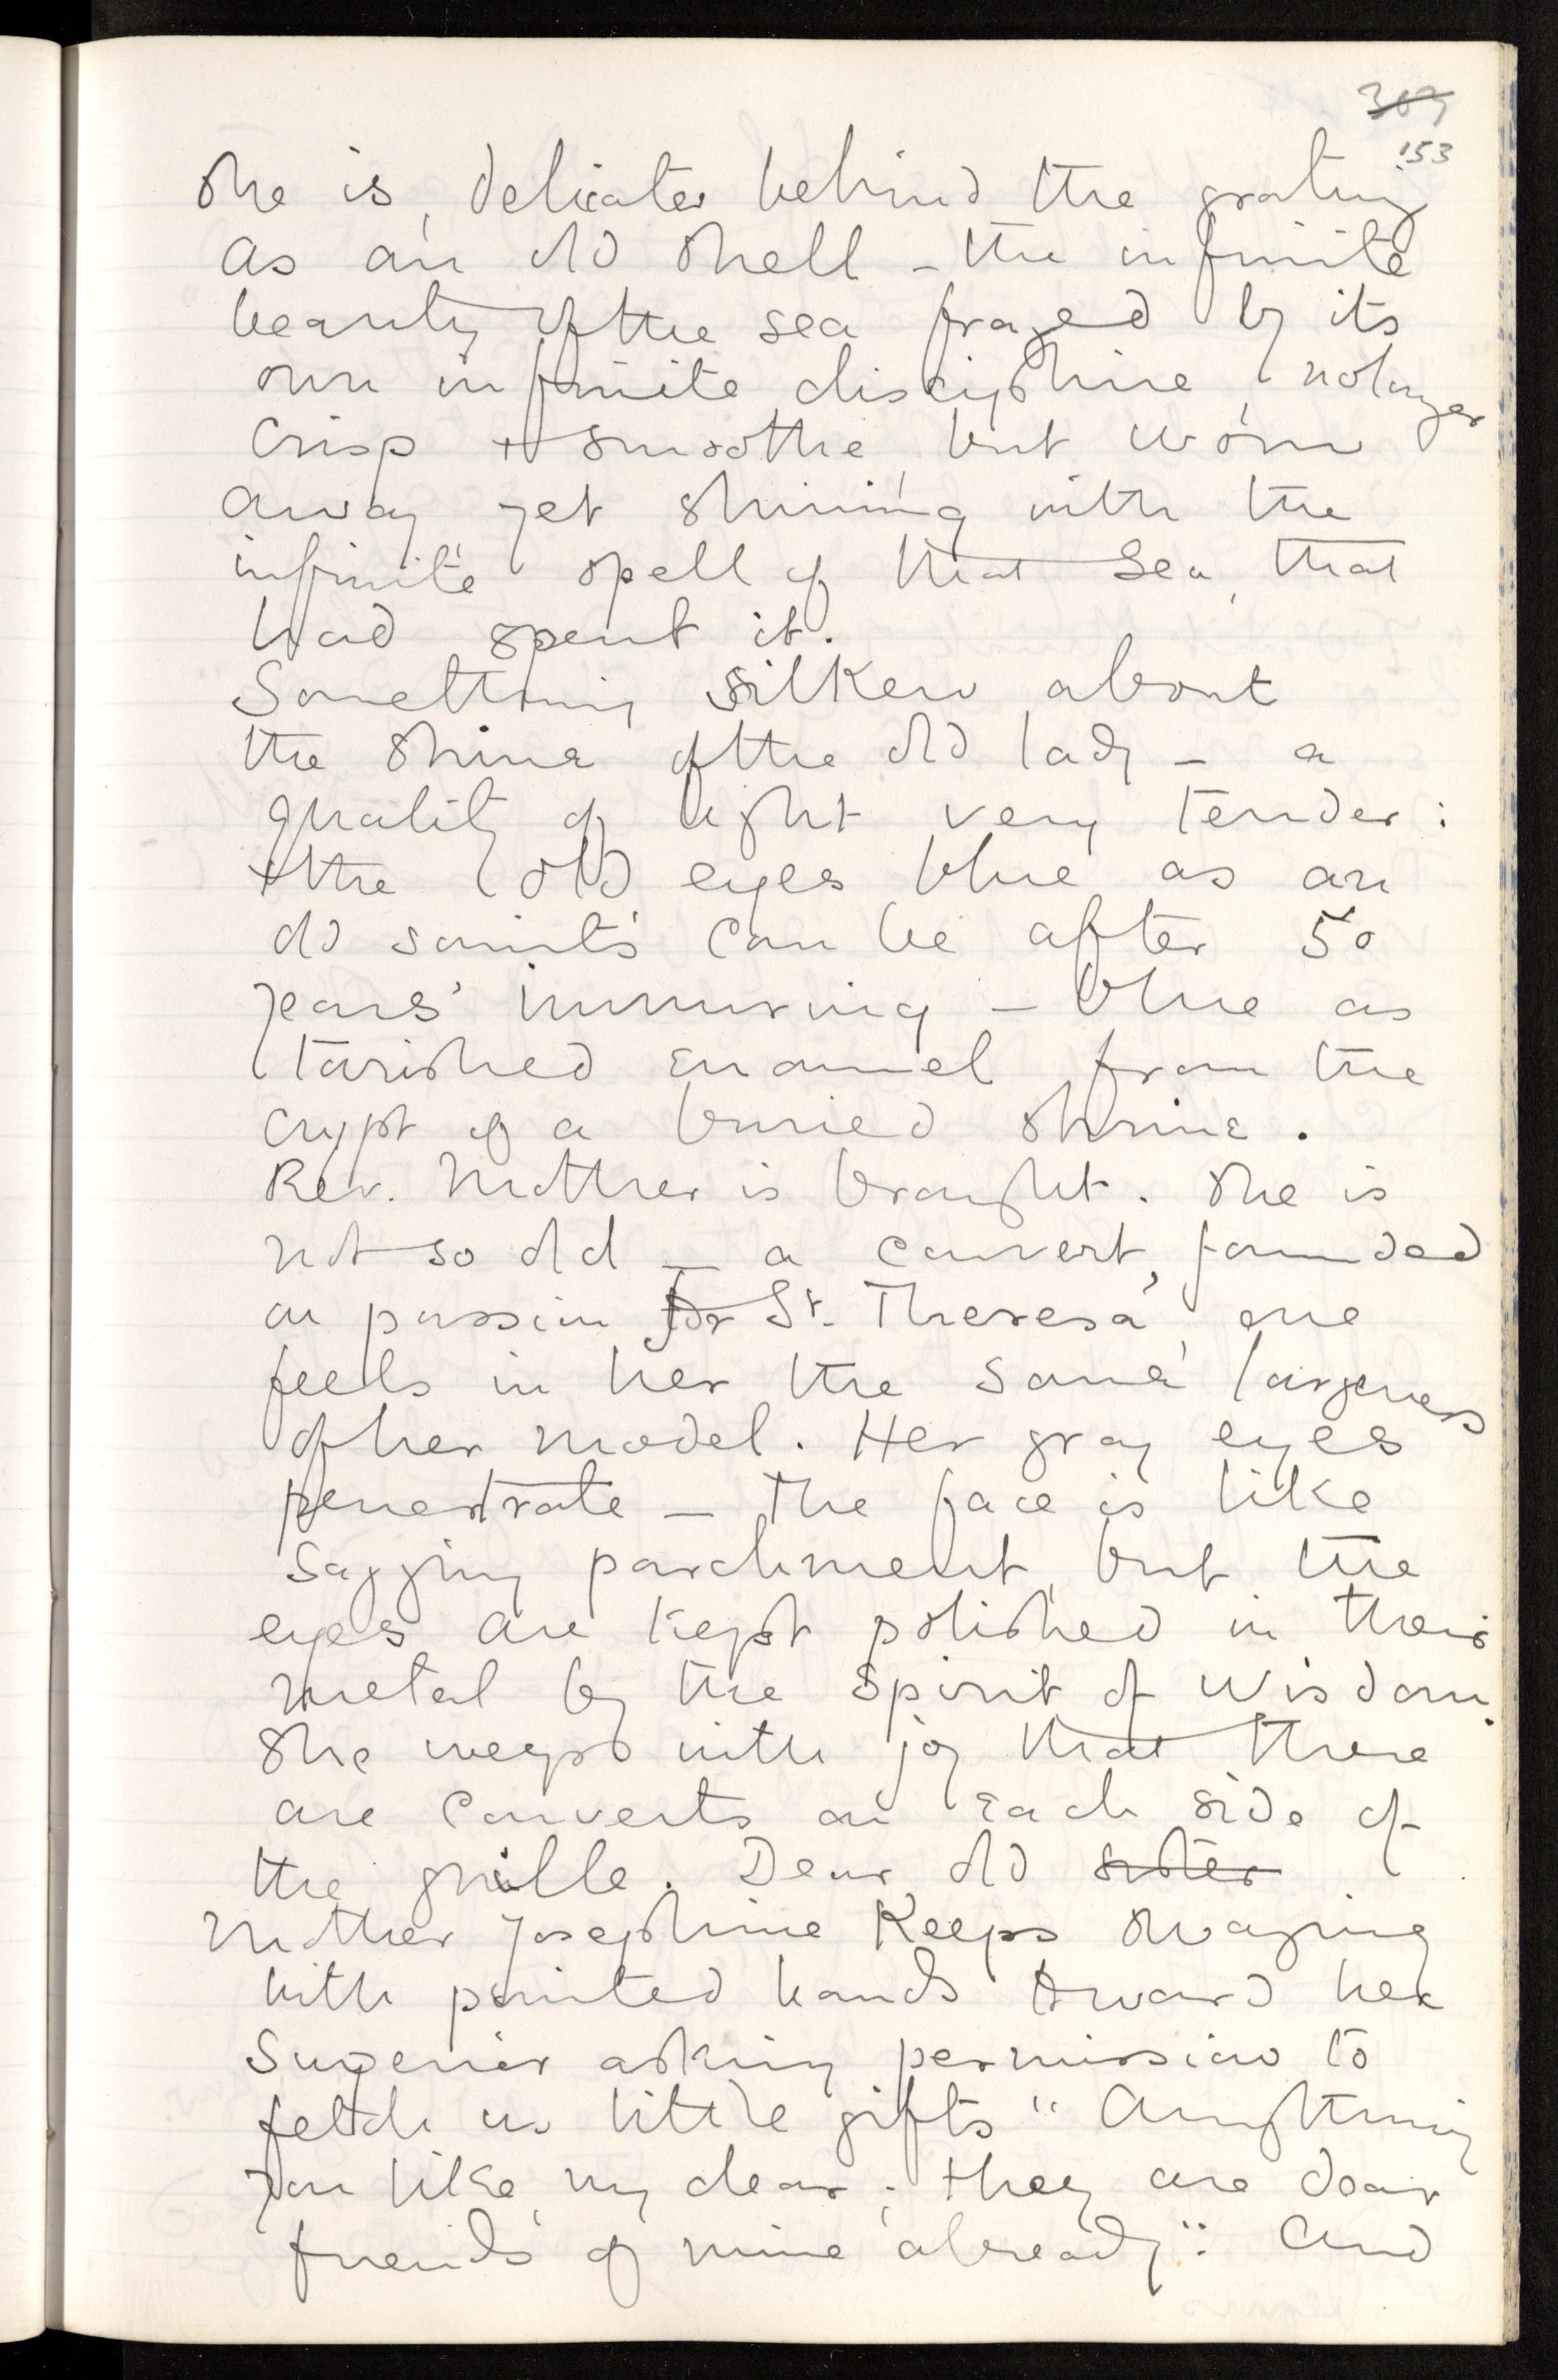 309
153
She is, delicate behind the grating
as an old shell – the infinite
beauty of the sea frazed by its
own infinite discipline, no longer
crisp + smoothe, but worn
away yet shining with the
infinite spell of that sea, that
had spent it.
Something silken about
the shine of the old lady – a
quality of light very tender:
+ the old eyes blue as an
old saint's can be after 50
years' immuring – blue as
tarished enamel from the
crypt of a buried shrine.
Rev. Mother is brought. She is
not so old – a convert, founded
on passion for St. Theresa, one
feels in her the same largeness
of her model. Her gray eyes
penetrate – the face is like
sagging parchment, but the
eyes are kept polished in their
metal by the spirit of wisdom.
She weeps with joy that there
are converts on each side of
the grille. Dear old sister
Mother Josephine keeps swaying
with pointed hands toward her
Superior asking permission to
fetch us little gifts "Anything
you like, my dear; they are dear
friends of mine already": And